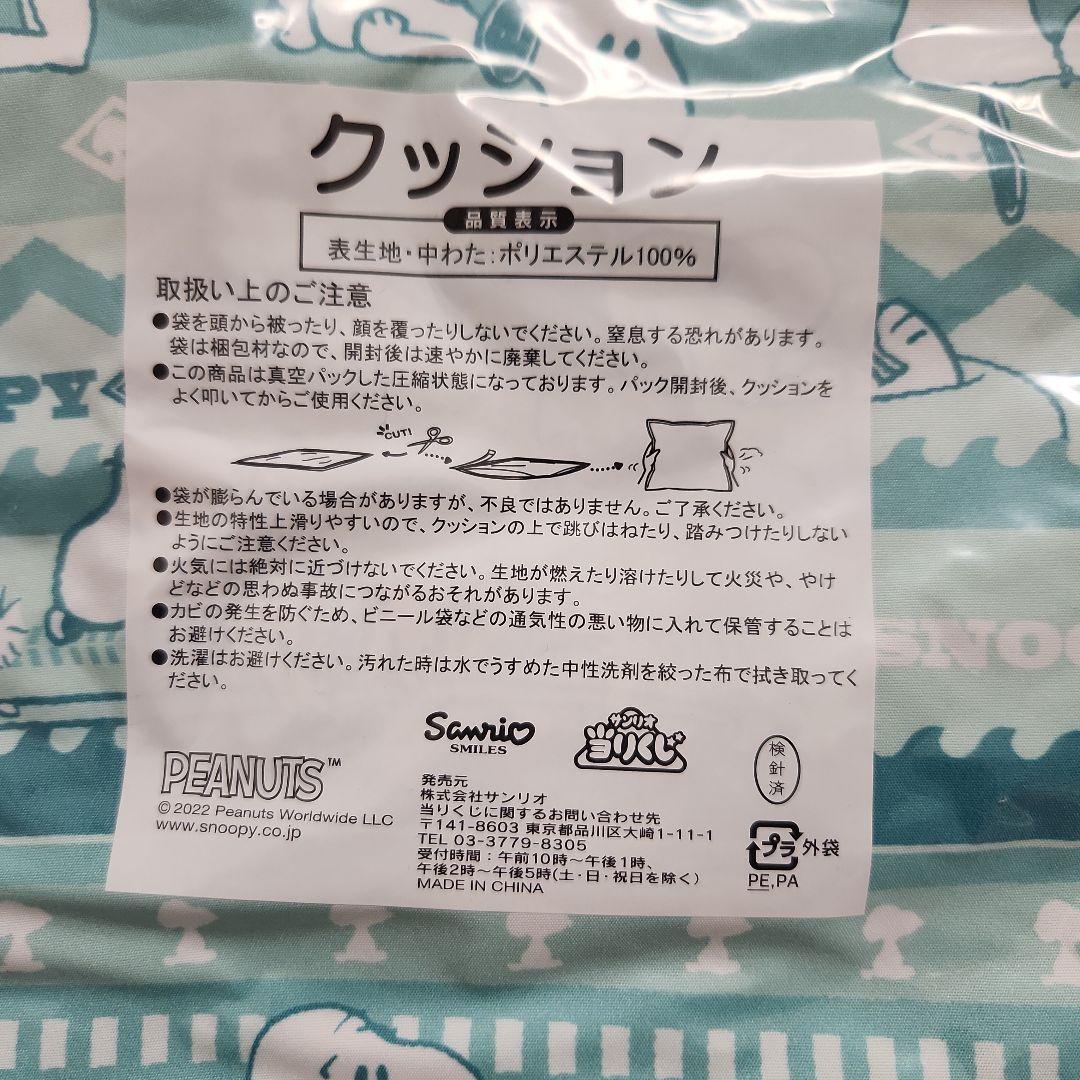 クッション
品質表示
表生地・中わた：ポリエステル100%
取扱い上のご注意
●袋を頭から被ったり、顔を覆ったりしないでください。窒息する恐れがあります。
袋は梱包材なので、開封後は速やかに廃棄してください。
●この商品は真空パックした圧縮状態になっております。パック開封後、クッションを
よく叩いてからご使用ください。
CUT!
●袋が膨らんでいる場合がありますが、不良ではありません。ご了承ください。
●生地の特性上滑りやすいので、クッションの上で跳びはねたり、踏みつけたりしない
ようにご注意ください。
●火気には絶対に近づけないでください。生地が燃えたり溶けたりして火災や、やけ
どなどの思わぬ事故につながるおそれがあります。
●カビの発生を防ぐため、ビニール袋などの通気性の悪い物に入れて保管することは
お避けください。
●洗濯はお避けください。汚れた時は水でうすめた中性洗剤を絞った布で拭き取ってく
ださい。
Sanrio
SMILES
サンリオ
当りくじ
検針済
PEANUTS™
© 2022 Peanuts Worldwide LLC
www.snoopy.co.jp
発売元
株式会社サンリオ
当りくじに関するお問い合わせ先
〒141-8603 東京都品川区大崎1-11-1
TEL 03-3779-8305
受付時間：午前10時〜午後1時、
午後2時〜午後5時(土・日・祝日を除く)
MADE IN CHINA
プラ 外袋
PE,PA